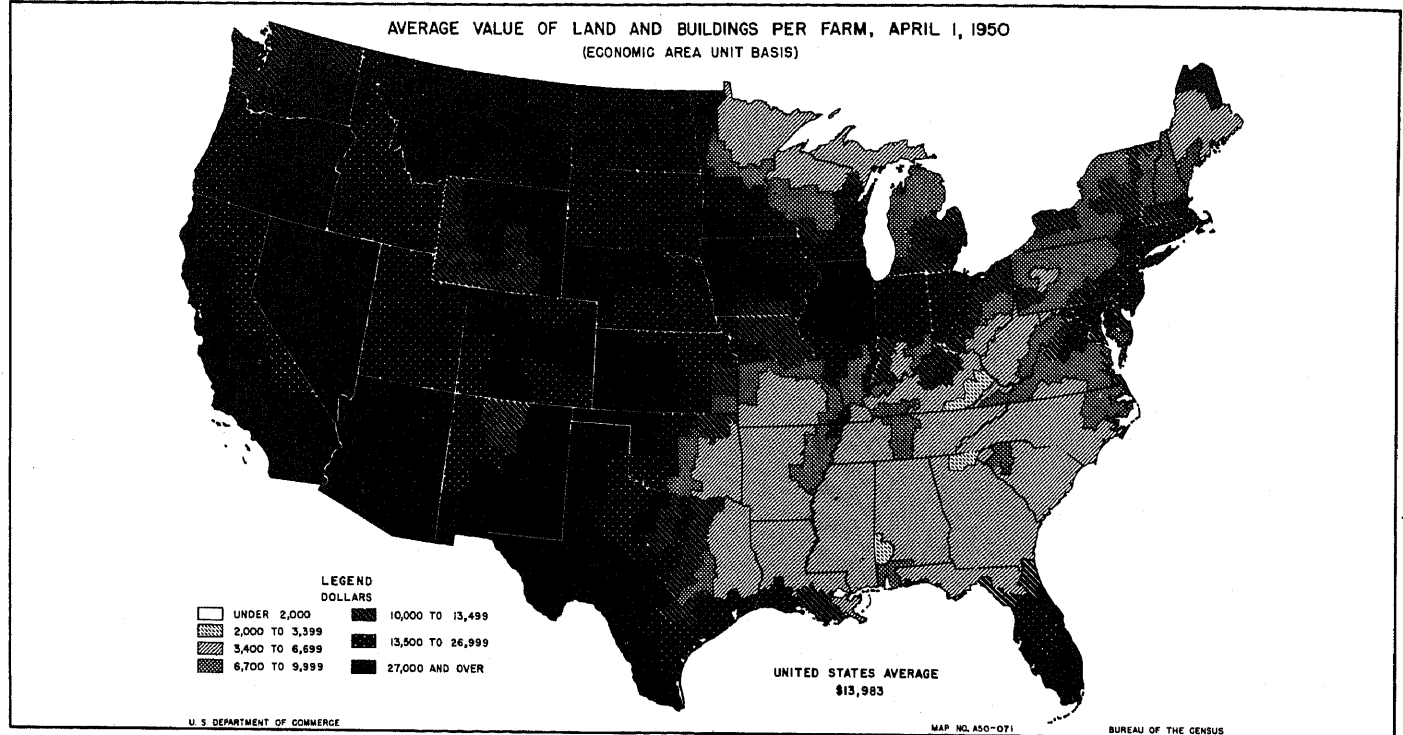 AVERAGE VALUE OF LAND AND BUILDINGS PER FARM, APRIL 1, 1950
(ECONOMIC AREA UNIT BASIS)
LEGEND
DOLLARS
UNDER 2,000
2,000 TO 3,399
3,400 TO 6,699
6,700 TO 9,999
10,000 TO 13,499
13,500 TO 26,999
27,000 AND OVER
UNITED STATES AVERAGE
$13,983
U. S DEPARTMENT OF COMMERCE
MAP NO. A50-071
BUREAU OF THE CENSUS